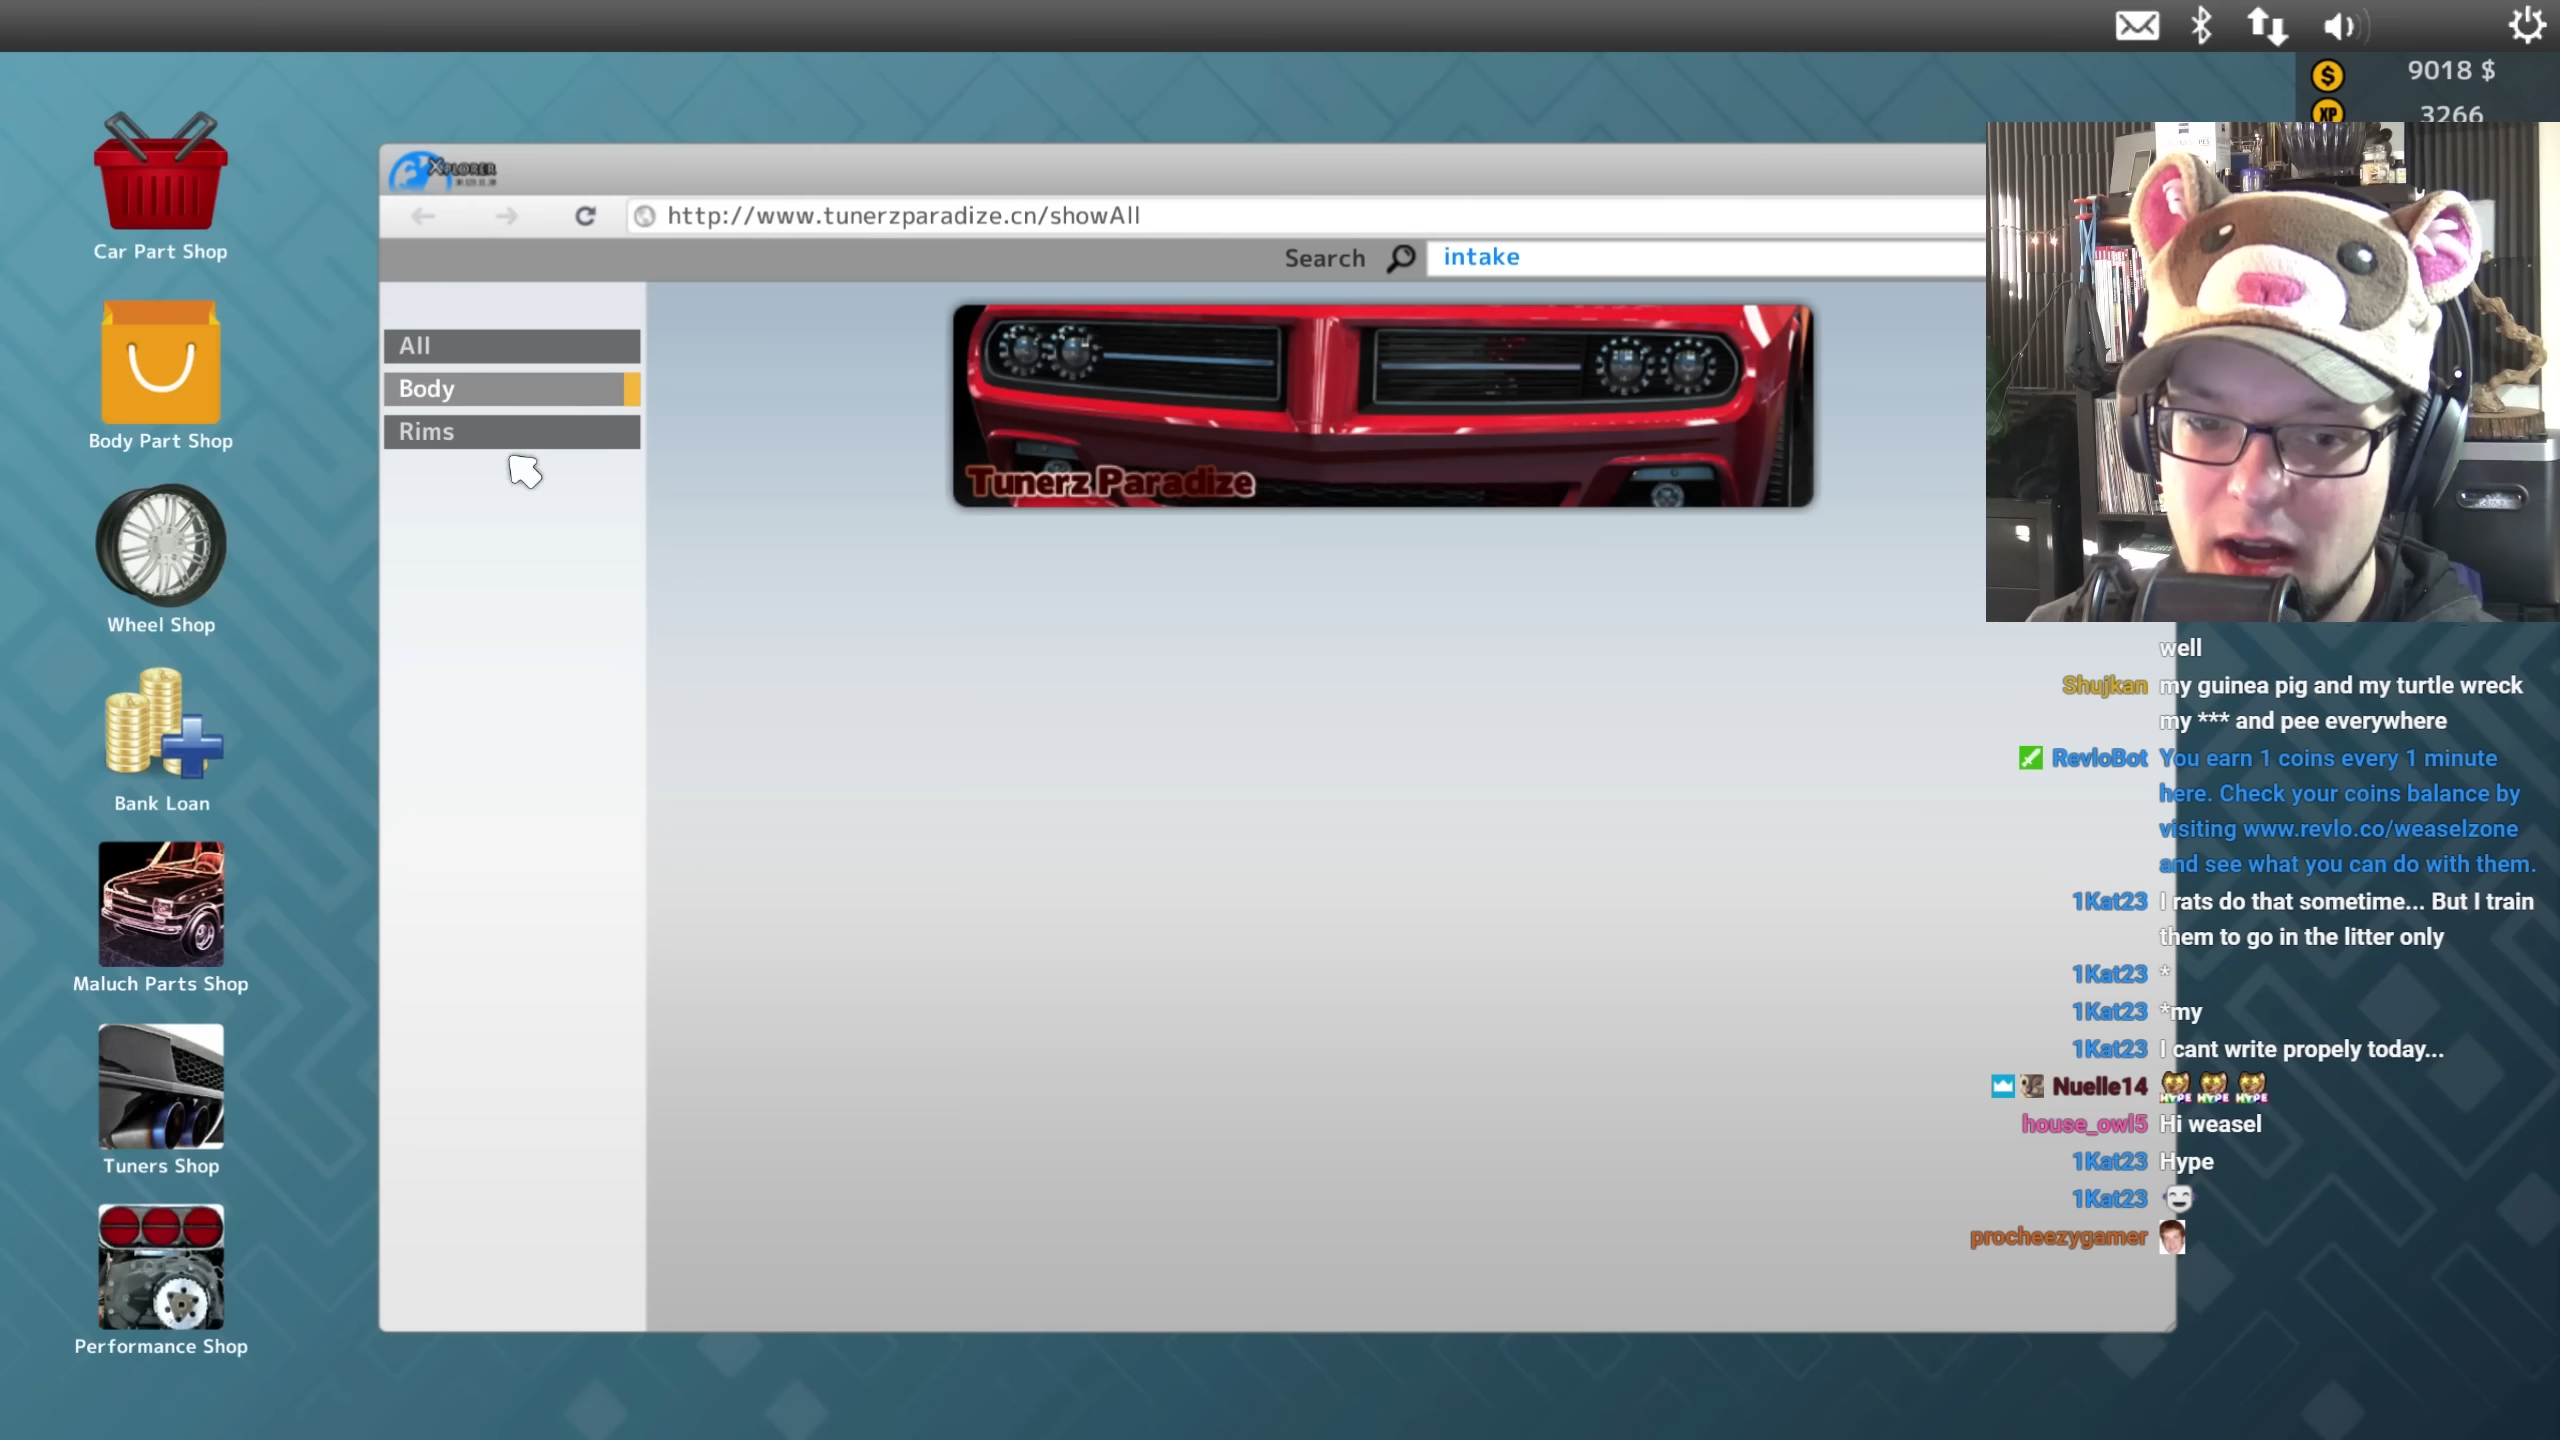 9018 $
XP
3266
XPLORER
http://www.tunerzparadize.cn/showAll
Search intake
All
Body
Rims
Tunerz Paradize
Car Part Shop
Body Part Shop
Wheel Shop
Bank Loan
Maluch Parts Shop
Tuners Shop
Performance Shop
well
Shujkan my guinea pig and my turtle wreck
my *** and pee everywhere
RevloBot You earn 1 coins every 1 minute
here. Check your coins balance by
visiting www.revlo.co/weaselzone
and see what you can do with them.
1Kat23 I rats do that sometime... But I train
them to go in the litter only
1Kat23 *
1Kat23 *my
1Kat23 I cant write propely today...
Nuelle14 HYPE HYPE HYPE
house_owl5 Hi weasel
1Kat23 Hype
1Kat23
procheezygamer